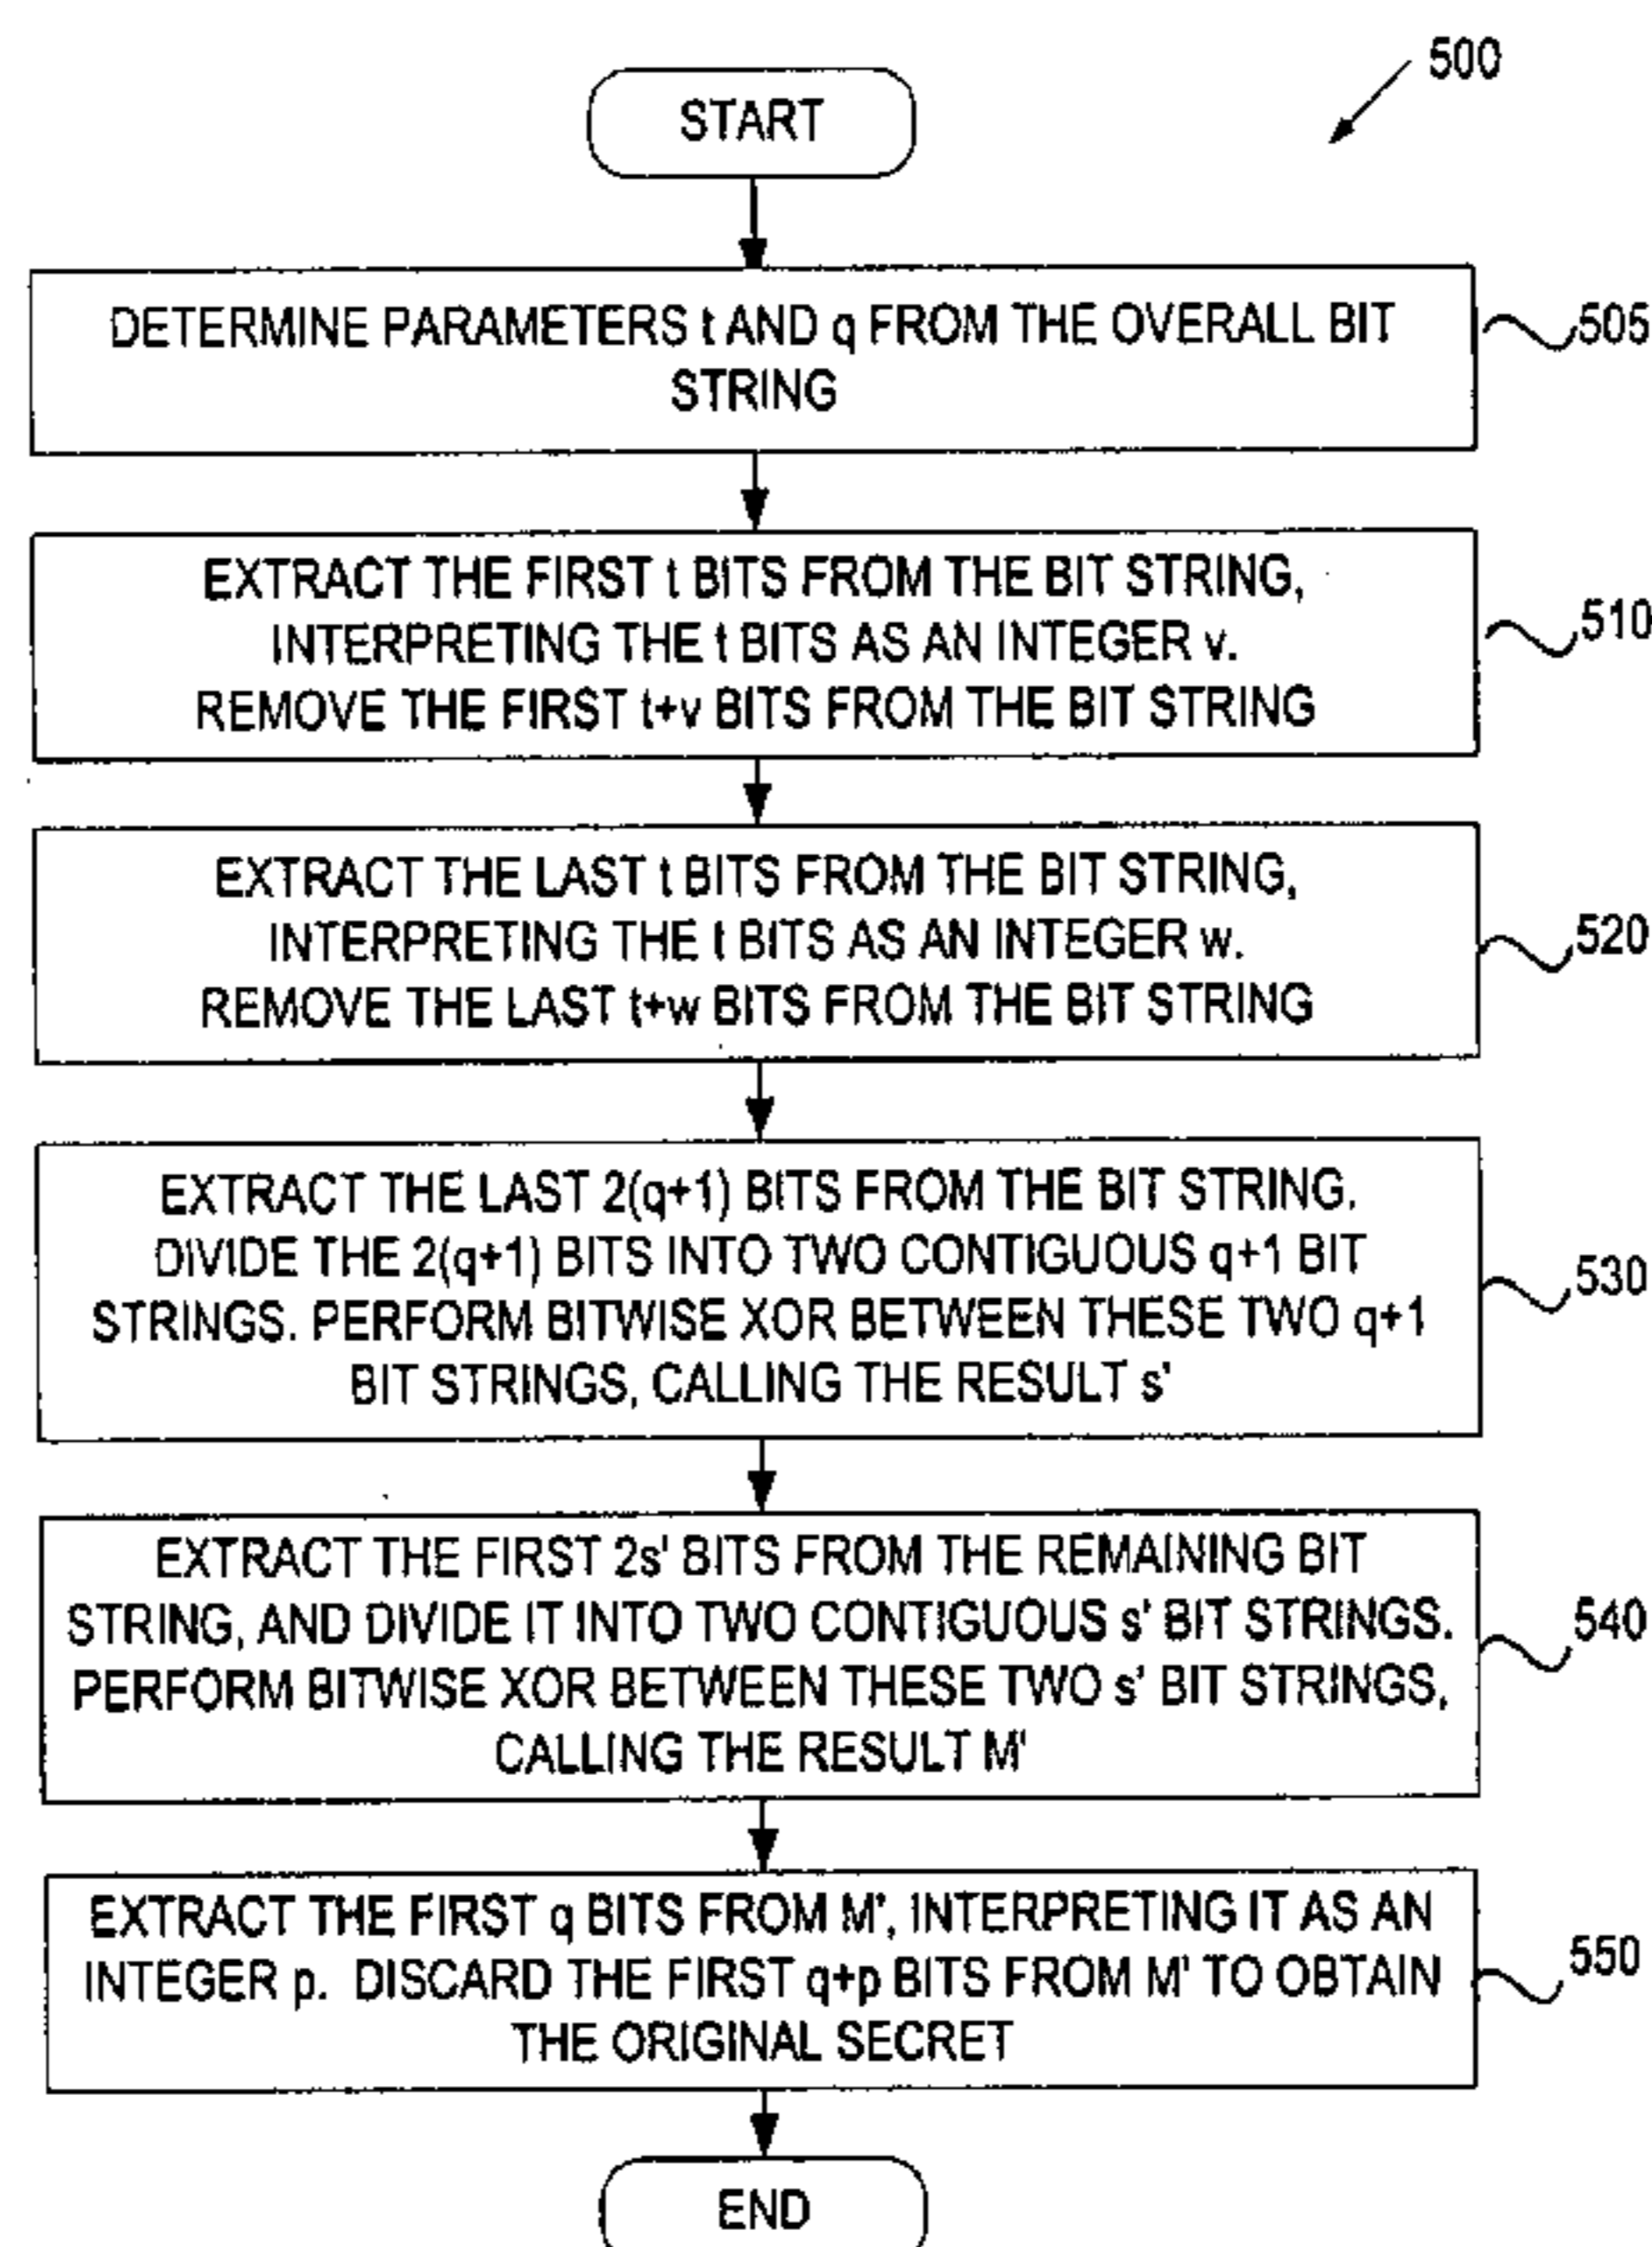 500
START
DETERMINE PARAMETERS t AND q FROM THE OVERALL BIT
STRING
505
EXTRACT THE FIRST t BITS FROM THE BIT STRING,
INTERPRETING THE t BITS AS AN INTEGER v.
REMOVE THE FIRST t+v BITS FROM THE BIT STRING
510
EXTRACT THE LAST t BITS FROM THE BIT STRING,
INTERPRETING THE t BITS AS AN INTEGER w.
REMOVE THE LAST t+w BITS FROM THE BIT STRING
520
EXTRACT THE LAST 2(q+1) BITS FROM THE BIT STRING.
DIVIDE THE 2(q+1) BITS INTO TWO CONTIGUOUS q+1 BIT
STRINGS. PERFORM BITWISE XOR BETWEEN THESE TWO q+1
BIT STRINGS, CALLING THE RESULT s'
530
EXTRACT THE FIRST 2s' BITS FROM THE REMAINING BIT
STRING, AND DIVIDE IT INTO TWO CONTIGUOUS s' BIT STRINGS.
PERFORM BITWISE XOR BETWEEN THESE TWO s' BIT STRINGS,
CALLING THE RESULT M'
540
EXTRACT THE FIRST q BITS FROM M', INTERPRETING IT AS AN
INTEGER p. DISCARD THE FIRST q+p BITS FROM M' TO OBTAIN
THE ORIGINAL SECRET
550
END